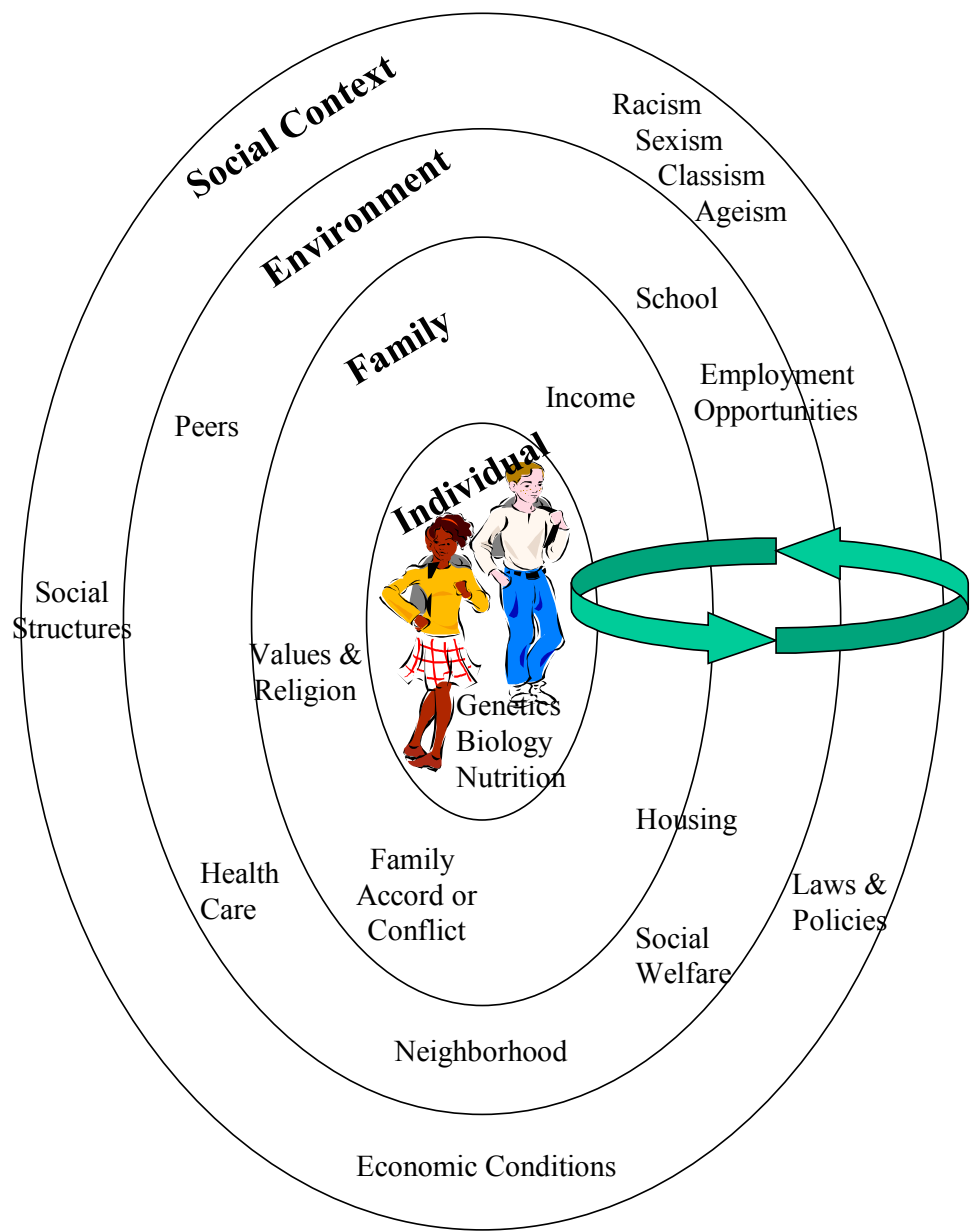 Social Context
Racism
Sexism
Classism
Ageism
Environment
School
Family
Employment
Opportunities
Income
Peers
Individual
Social
Structures
Values &
Religion
Genetics
Biology
Nutrition
Housing
Family
Accord or
Conflict
Health
Care
Laws &
Policies
Social
Welfare
Neighborhood
Economic Conditions